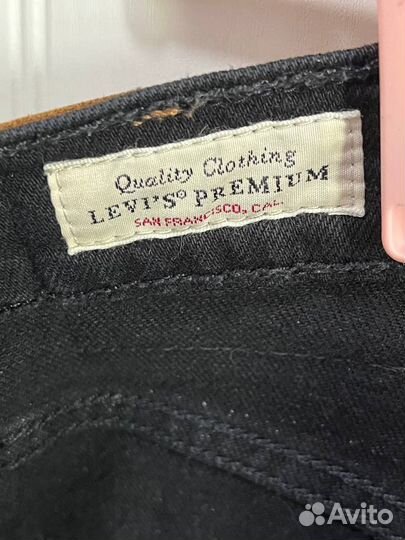 Quality Clothing
LEVI'S® PREMIUM
SAN FRANCISCO, CAL.
Avito